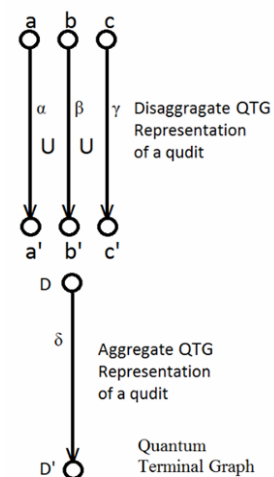 a b c
α β γ
U U
Disaggragate QTG
Representation
of a qudit
a' b' c'
D
δ
Aggregate QTG
Representation
of a qudit
D'
Quantum
Terminal Graph